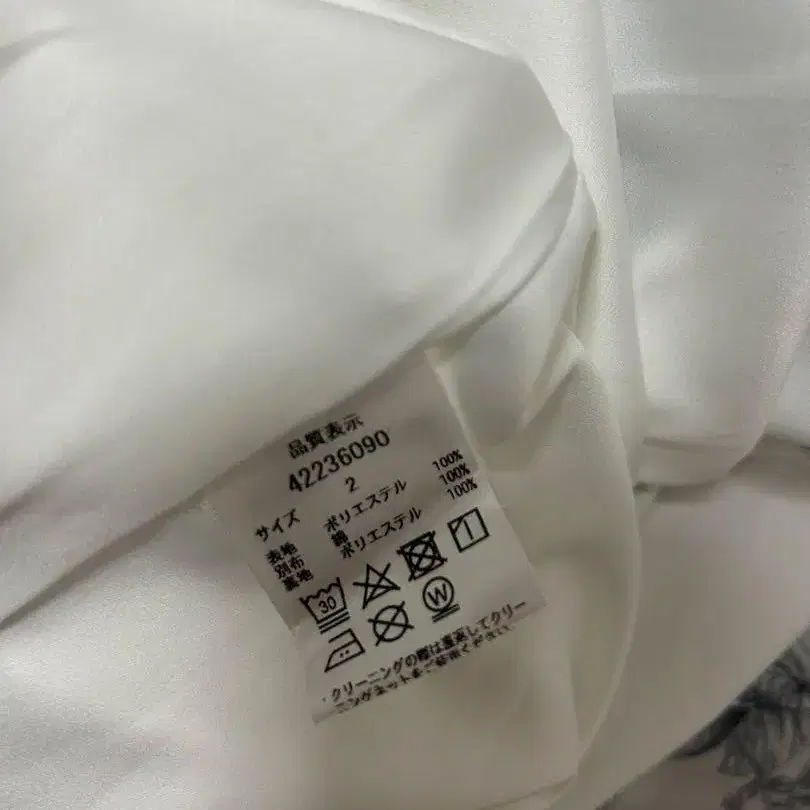 品質表示
42236090
サイズ 2
表地 ポリエステル 100%
別布 綿 100%
裏地 ポリエステル 100%
30
W
・クリーニングの際は裏返してクリー
ニングネットをご使用ください。